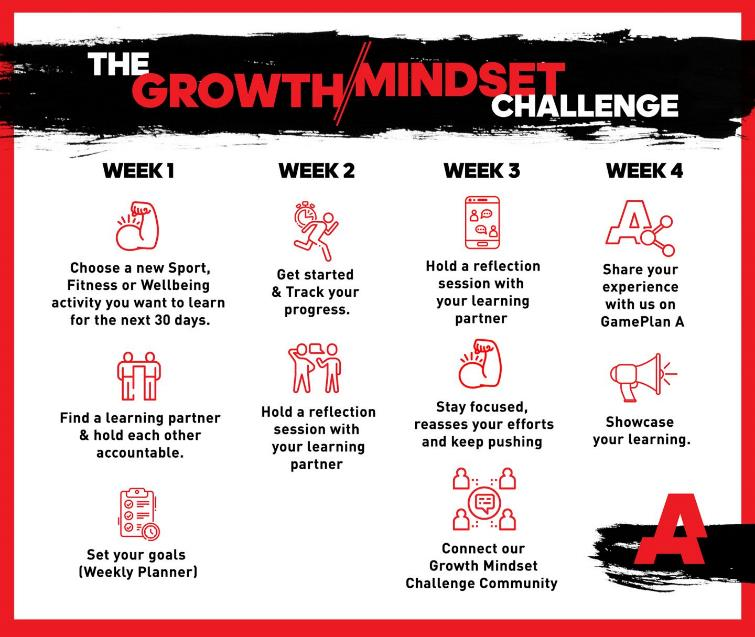 THE
GROWTH/MINDSET
CHALLENGE
WEEK 1
Choose a new Sport,
Fitness or Wellbeing
activity you want to learn
for the next 30 days.
Find a learning partner
& hold each other
accountable.
Set your goals
(Weekly Planner)
WEEK 2
Get started
& Track your
progress.
Hold a reflection
session with
your learning
partner
WEEK 3
Hold a reflection
session with
your learning
partner
Stay focused,
reasses your efforts
and keep pushing
Connect our
Growth Mindset
Challenge Community
WEEK 4
A
Share your
experience
with us on
GamePlan A
Showcase
your learning.
A